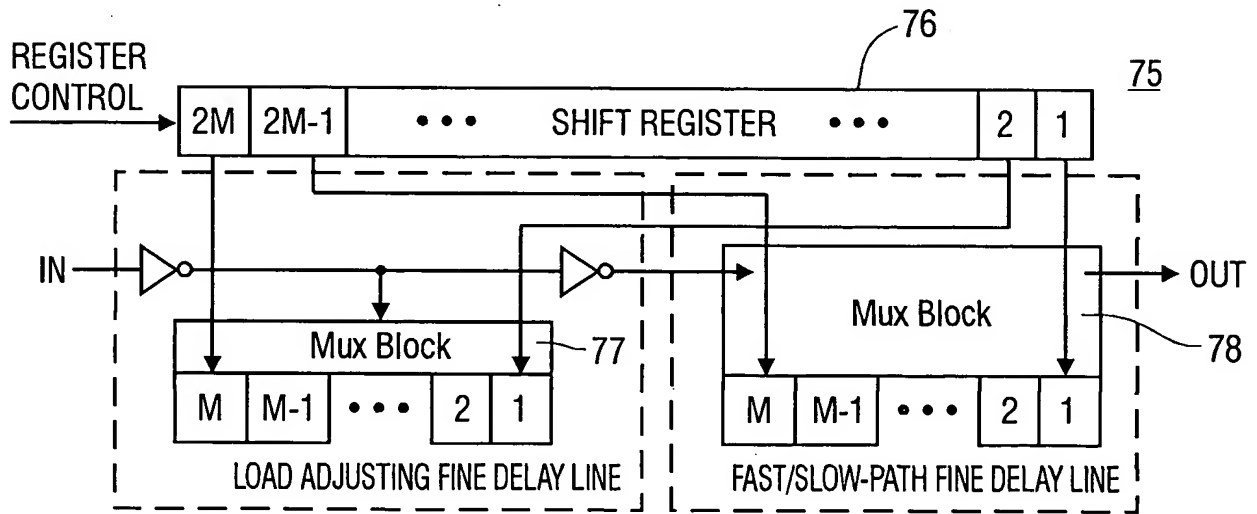 76
75
REGISTER
CONTROL
2M 2M-1 • • • SHIFT REGISTER • • • 2 1
IN
OUT
Mux Block
77
Mux Block
78
M M-1 • • • 2 1
M M-1 • • • 2 1
LOAD ADJUSTING FINE DELAY LINE
FAST/SLOW-PATH FINE DELAY LINE